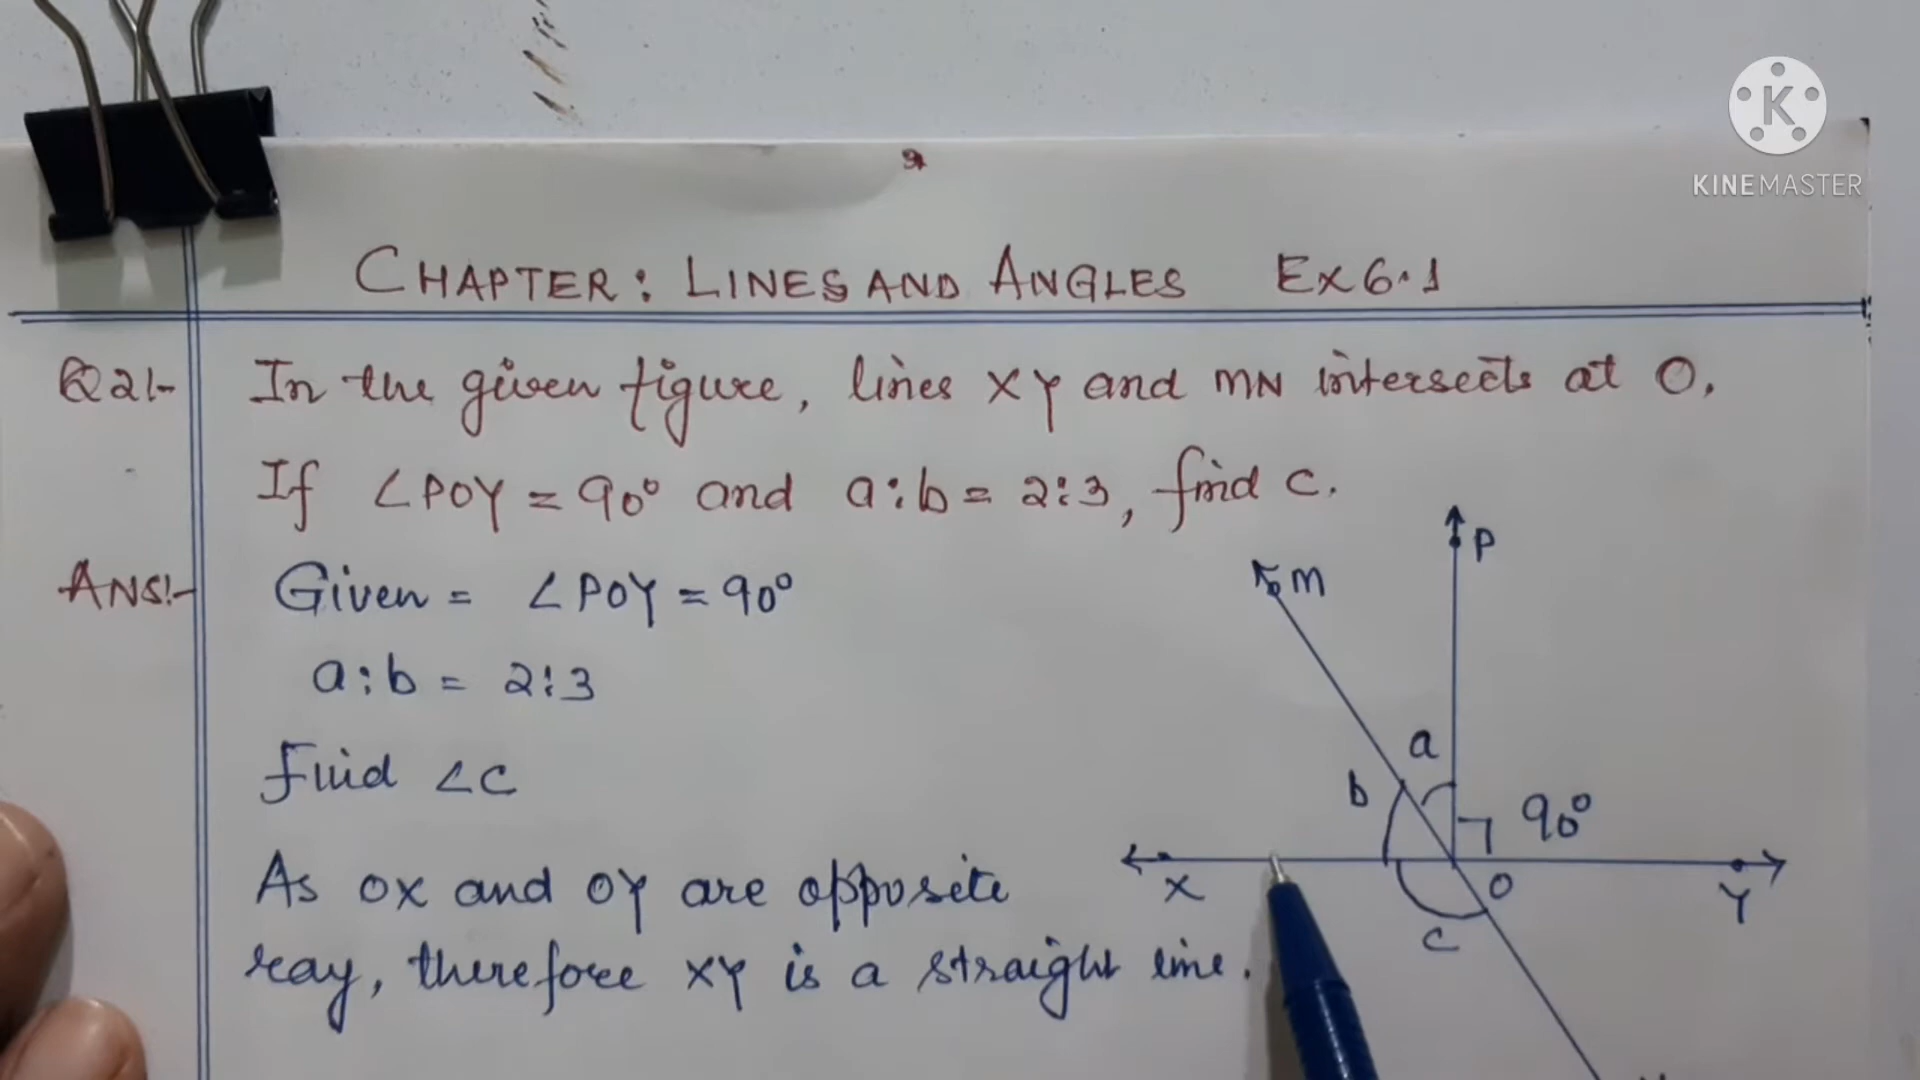 K
KINEMASTER
CHAPTER: LINES AND ANGLES Ex 6.1
Q2:- In the given figure, lines XY and MN intersects at O.
If ∠POY = 90° and a:b = 2:3, find c.
ANS:- Given = ∠POY = 90°
a:b = 2:3
Find ∠C
As OX and OY are opposite
ray, therefore XY is a straight line.
P
M
a
b
90°
X
O
Y
c